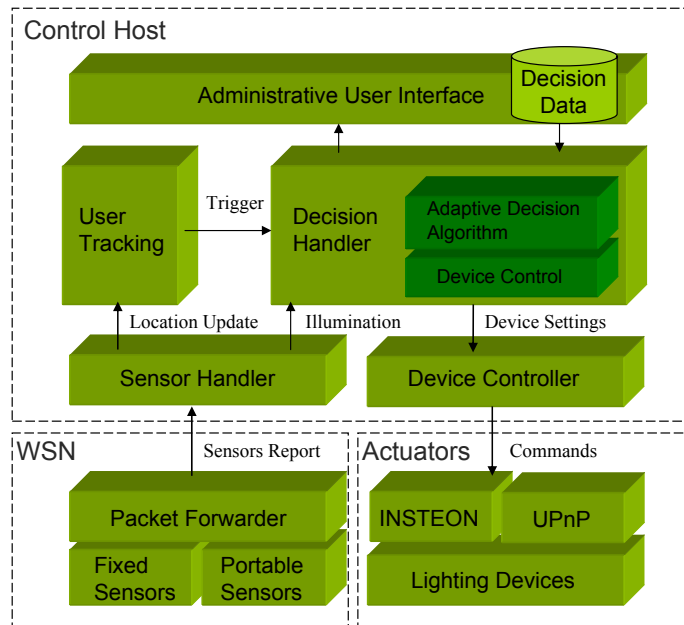 Control Host
Decision
Data
Administrative User Interface
User
Tracking
Trigger
Decision
Handler
Adaptive Decision
Algorithm
Device Control
Location Update
Illumination
Device Settings
Sensor Handler
Device Controller
WSN
Sensors Report
Actuators
Commands
Packet Forwarder
INSTEON
UPnP
Fixed
Sensors
Portable
Sensors
Lighting Devices